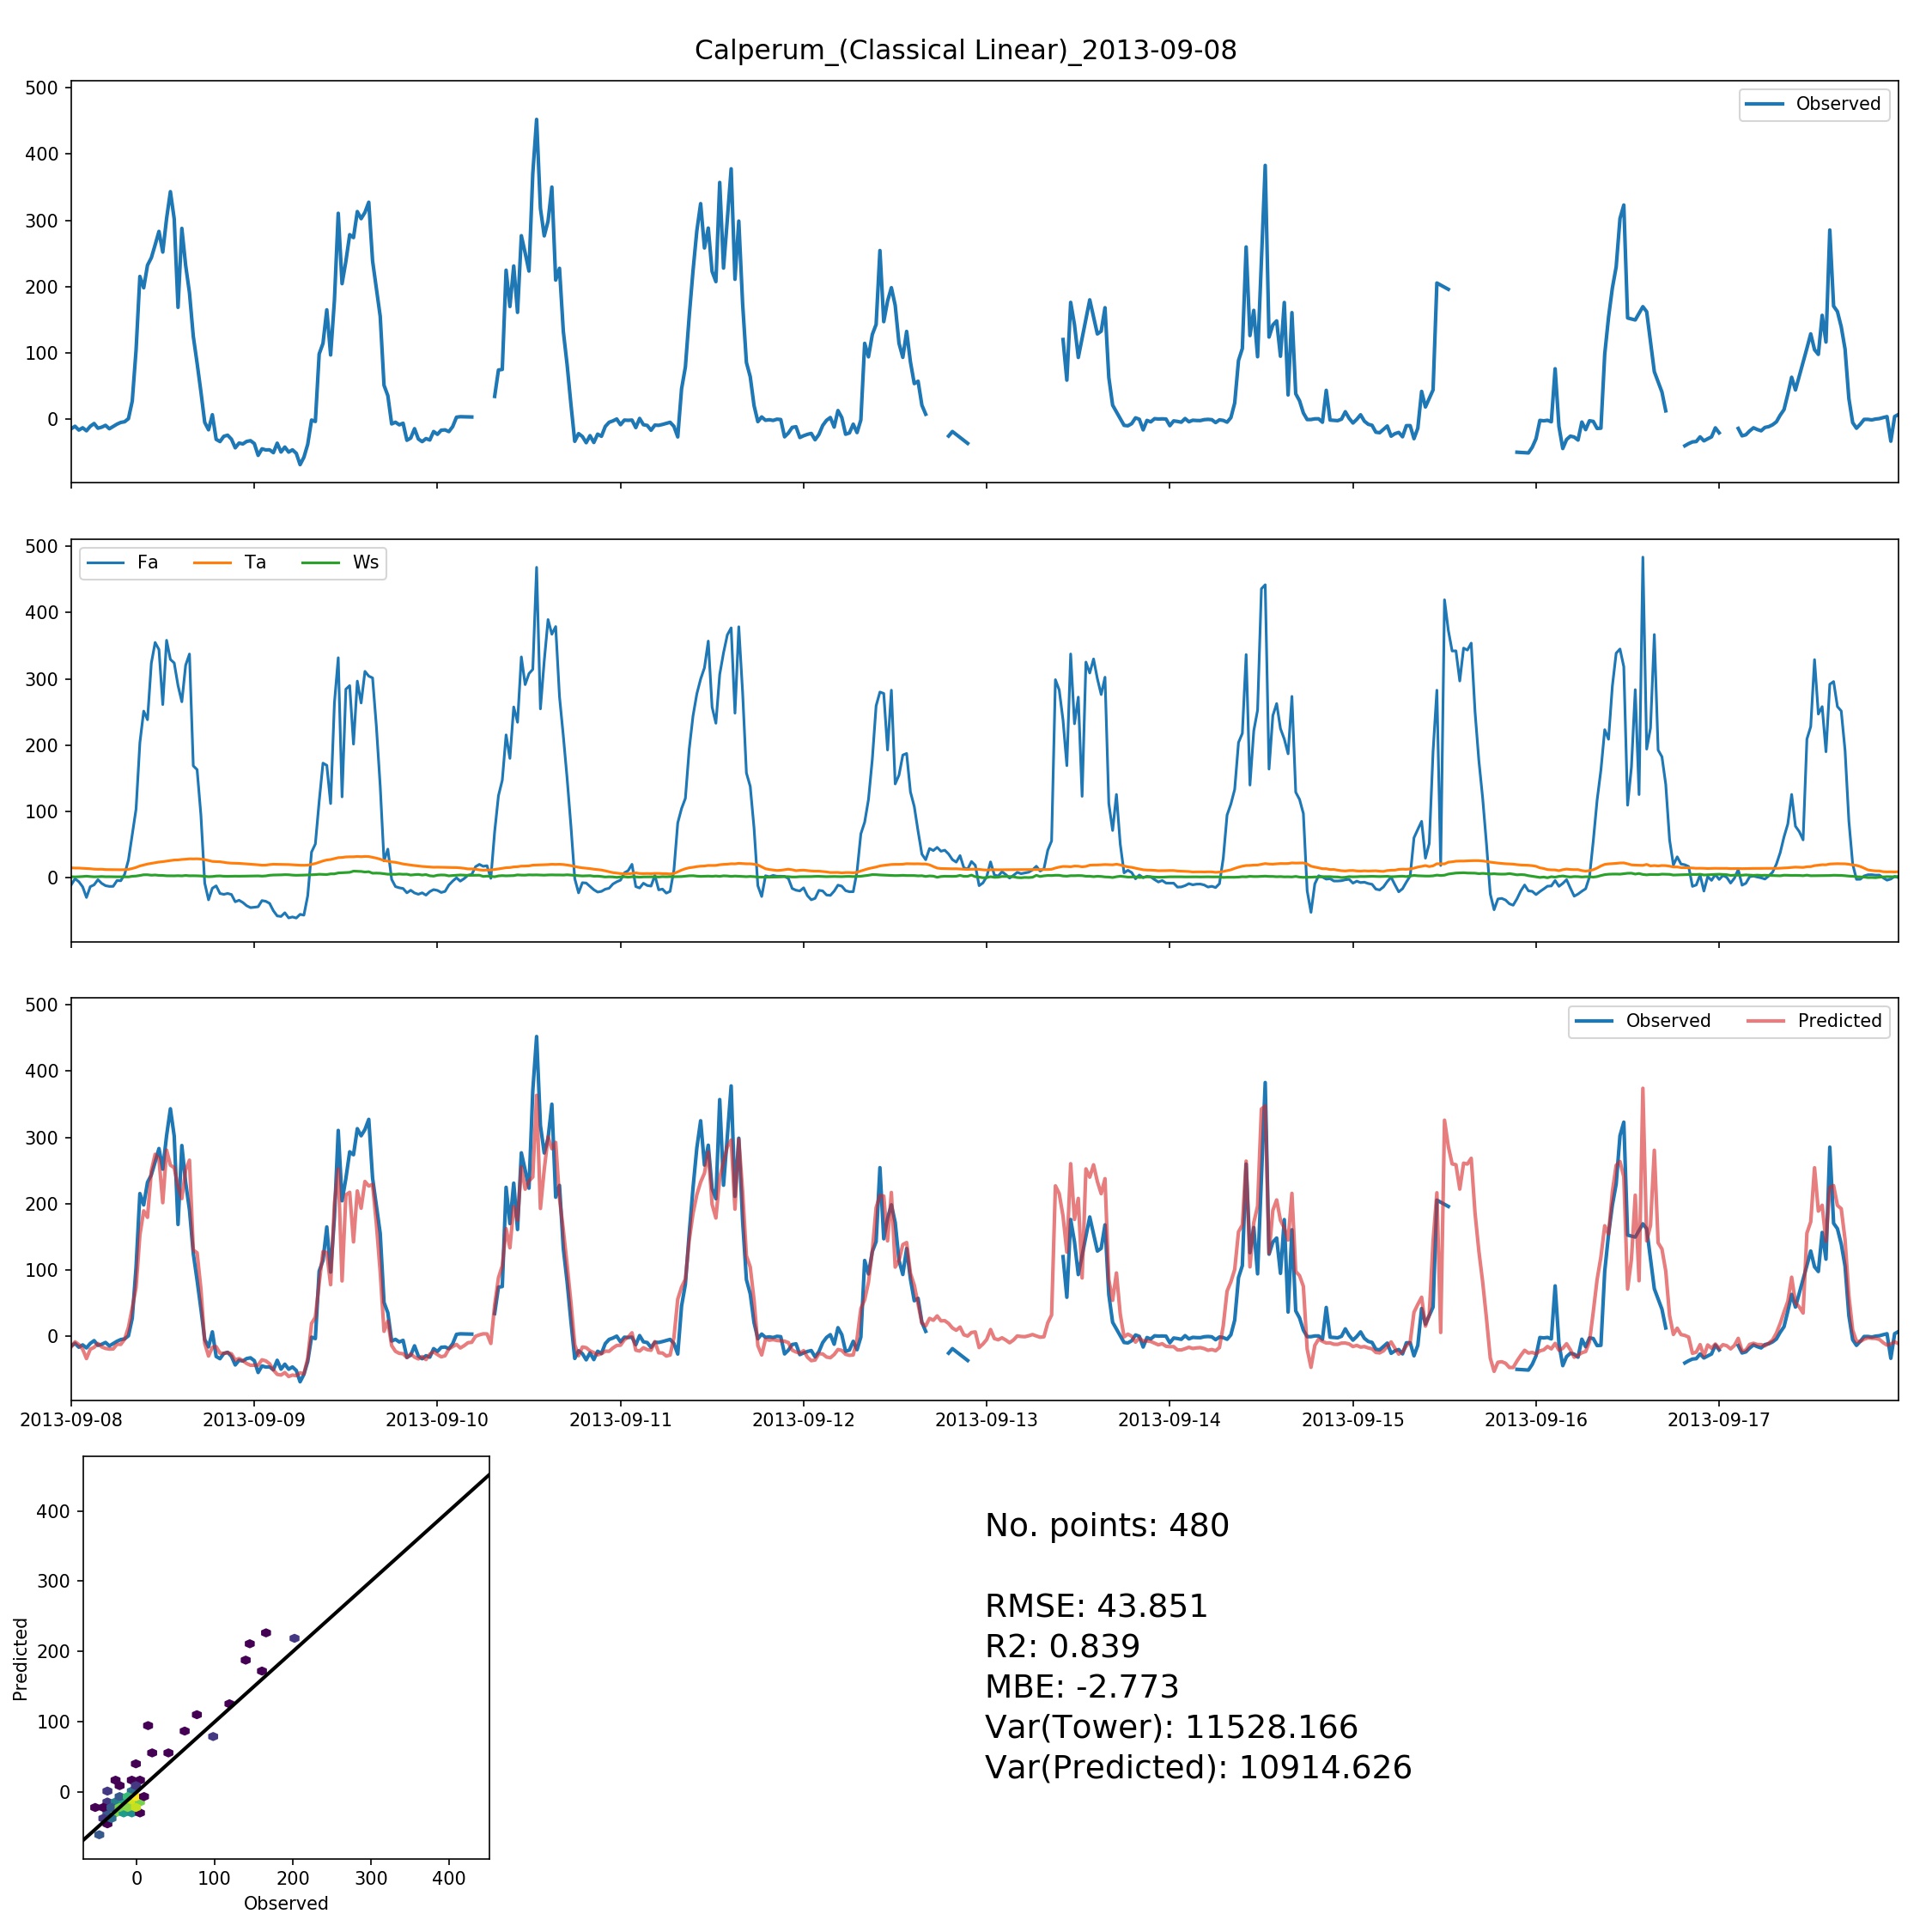 Calperum_(Classical Linear)_2013-09-08
500
400
300
200
100
0
Observed
500
400
300
200
100
0
Fa Ta Ws
500
400
300
200
100
0
Observed Predicted
2013-09-08 2013-09-09 2013-09-10 2013-09-11 2013-09-12 2013-09-13 2013-09-14 2013-09-15 2013-09-16 2013-09-17
400
300
200
100
0
Predicted
0 100 200 300 400
Observed
No. points: 480
RMSE: 43.851
R2: 0.839
MBE: -2.773
Var(Tower): 11528.166
Var(Predicted): 10914.626